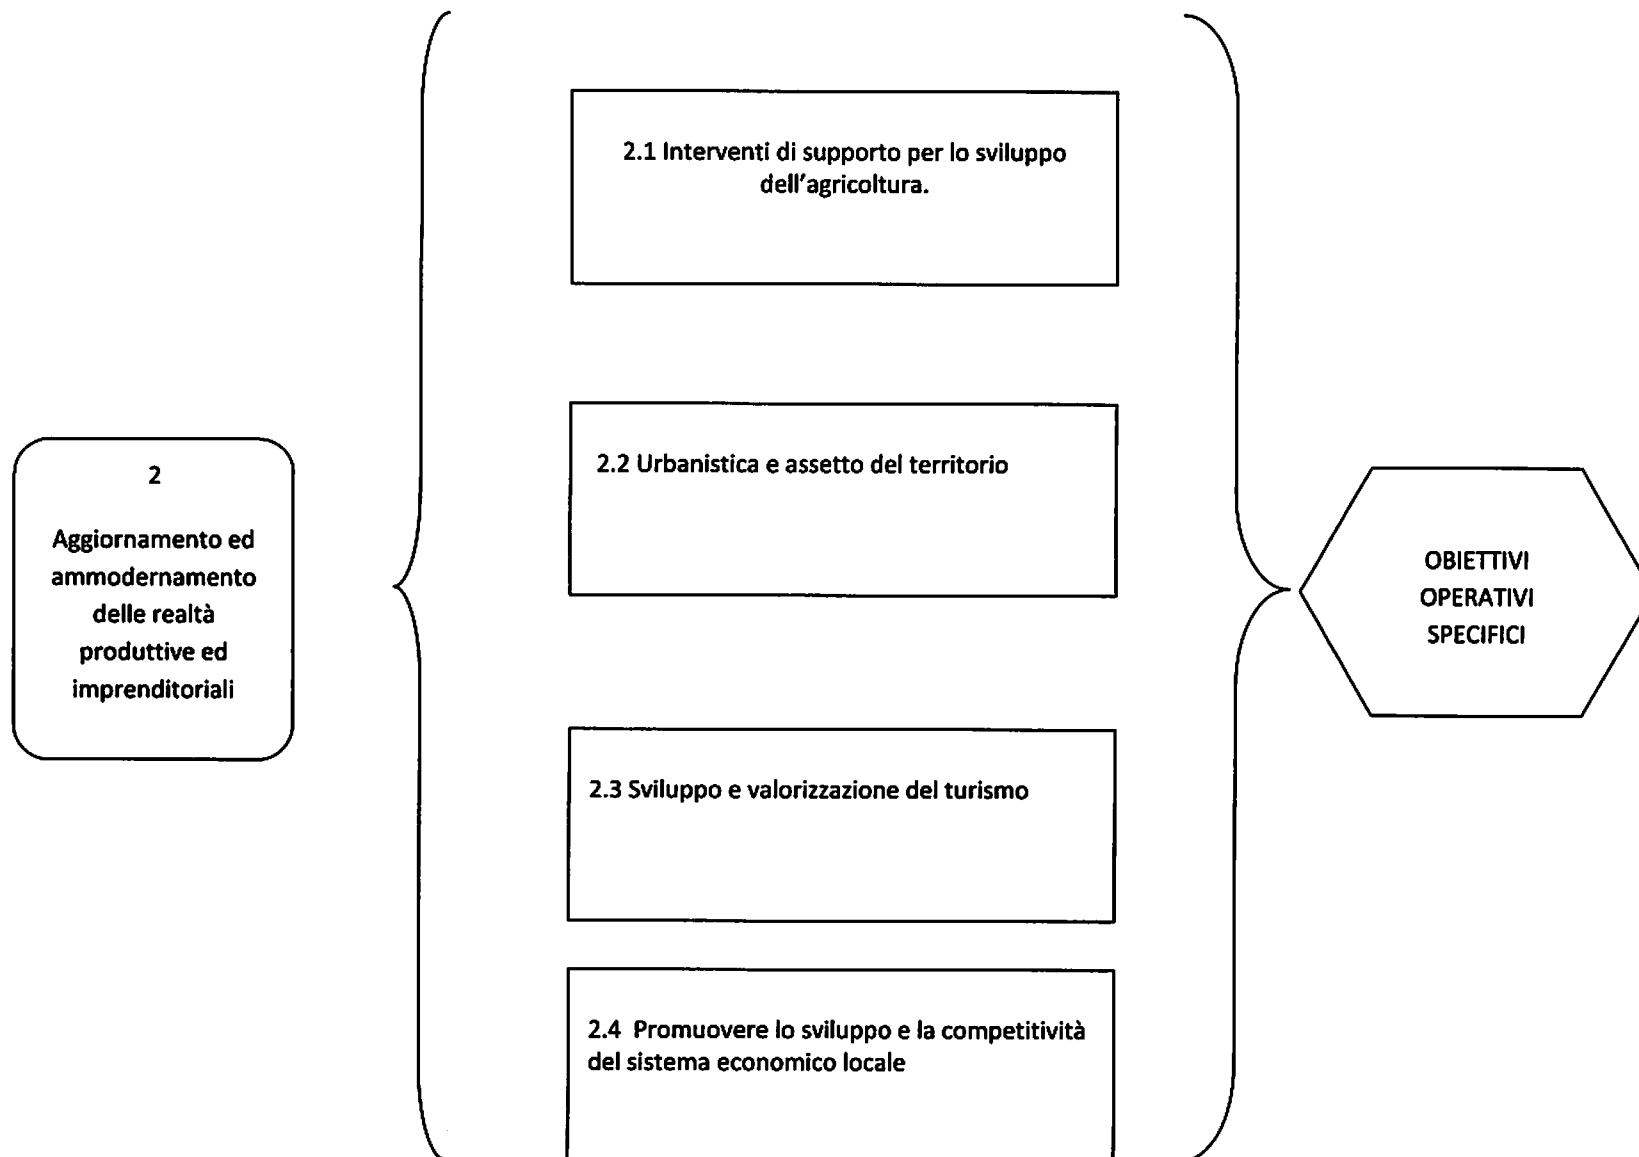 2.1 Interventi di supporto per lo sviluppo
dell'agricoltura.
2.2 Urbanistica e assetto del territorio
2
Aggiornamento ed
ammodernamento
delle realtà
produttive ed
imprenditoriali
OBIETTIVI
OPERATIVI
SPECIFICI
2.3 Sviluppo e valorizzazione del turismo
2.4 Promuovere lo sviluppo e la competitività
del sistema economico locale